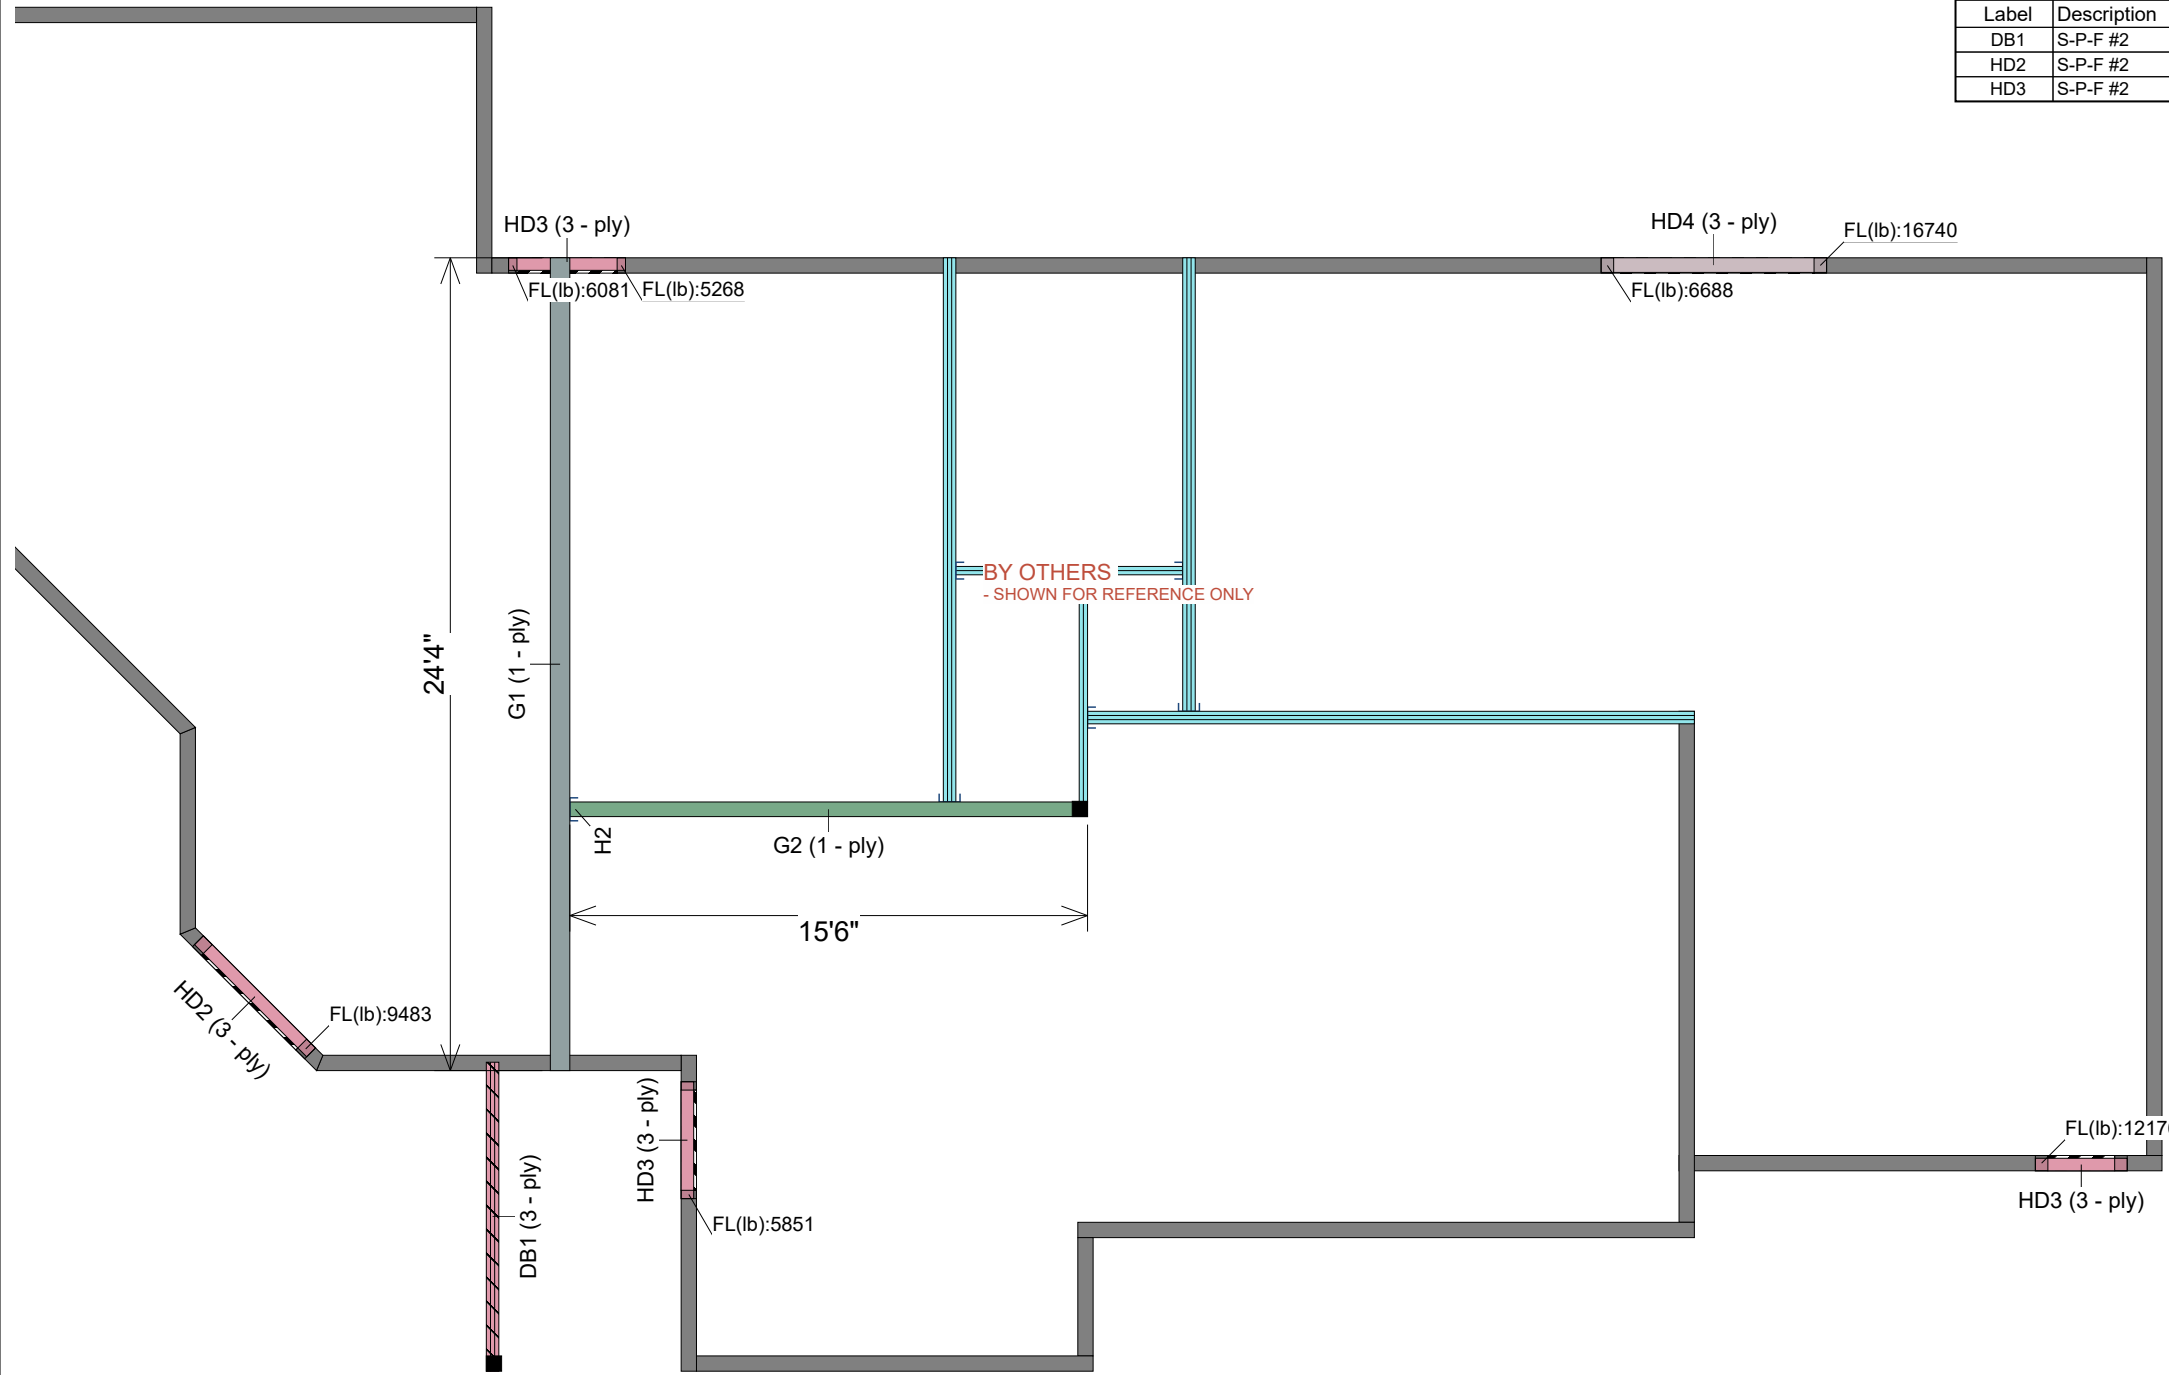 Label Description
DB1 S-P-F #2
HD2 S-P-F #2
HD3 S-P-F #2
HD3 (3 - ply)
HD4 (3 - ply)
FL(lb):16740
FL(lb):6081
FL(lb):5268
FL(lb):6688
BY OTHERS
- SHOWN FOR REFERENCE ONLY
24'4"
G1 (1 - ply)
H2
G2 (1 - ply)
15'6"
HD2 (3 - ply)
FL(lb):9483
HD3 (3 - ply)
DB1 (3 - ply)
FL(lb):5851
FL(lb):1217
HD3 (3 - ply)